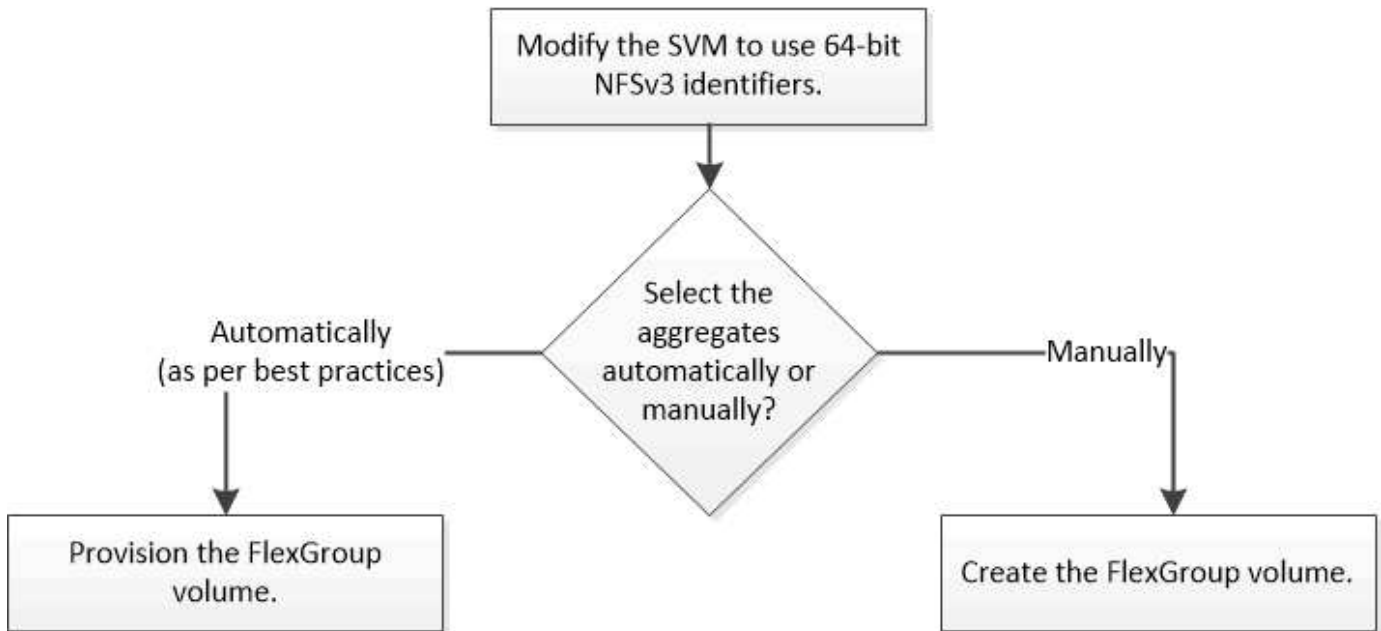 Modify the SVM to use 64-bit
NFSv3 identifiers.
Select the
aggregates
automatically or
manually?
Automatically
(as per best practices)
Manually
Provision the FlexGroup
volume.
Create the FlexGroup volume.